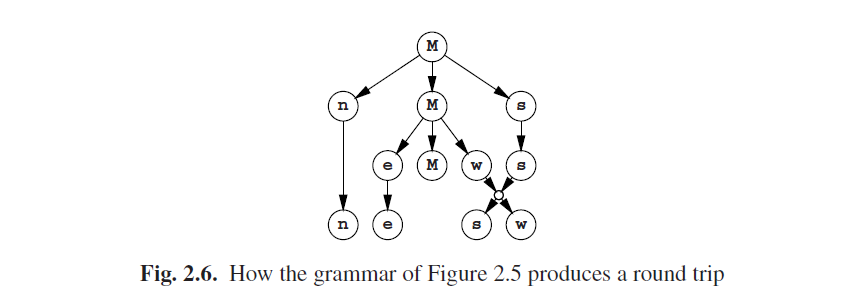 M
n M s
e M w s
n e s w
Fig. 2.6. How the grammar of Figure 2.5 produces a round trip